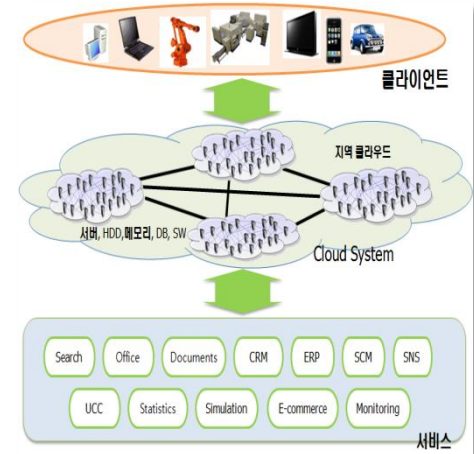 클라이언트
지역 클라우드
서버, HDD,메모리, DB, SW
Cloud System
Search Office Documents CRM ERP SCM SNS
UCC Statistics Simulation E-commerce Monitoring
서비스